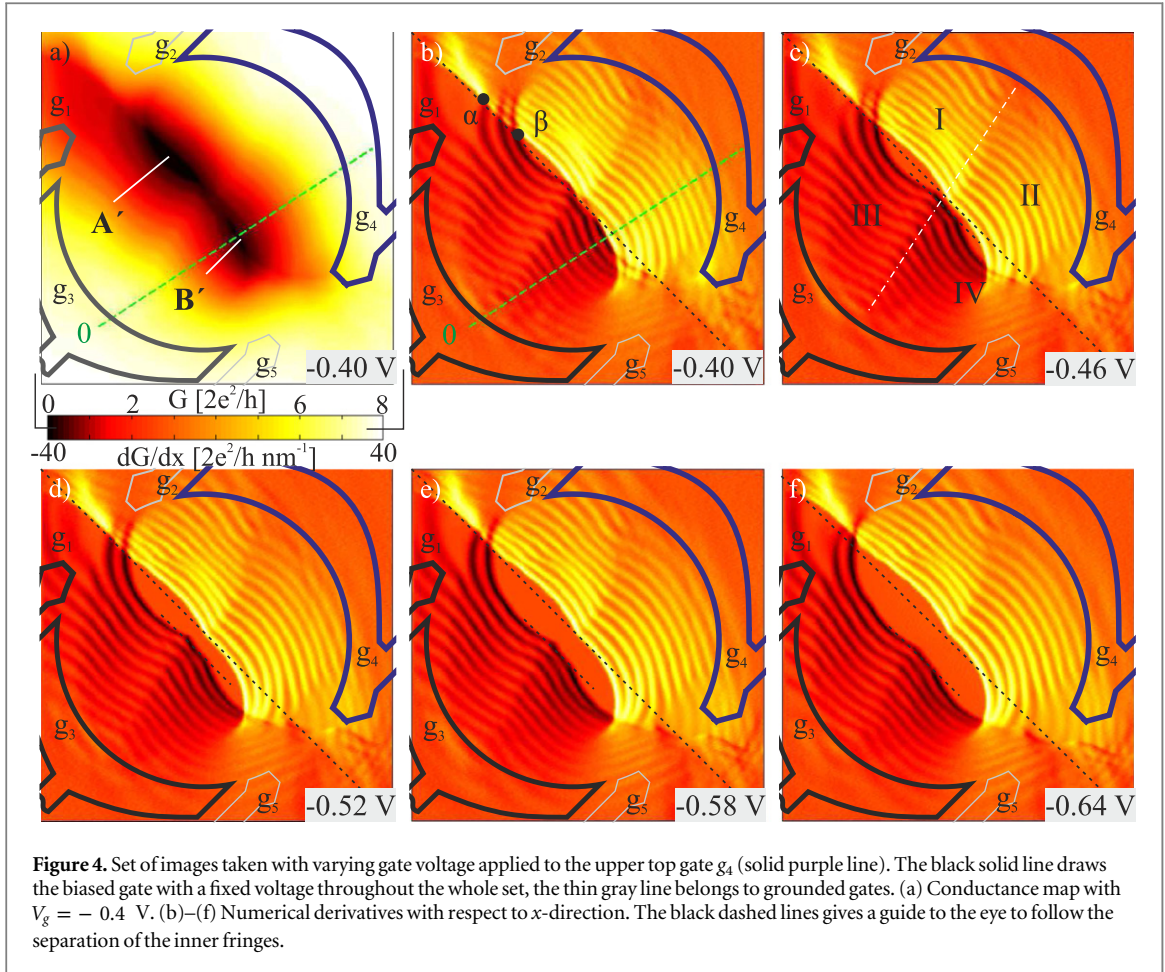 a)
g₂
g₁
A´
g₄
B´
g₃
0
g₅
-0.40 V
0 2 G [2e²/h] 6 8
-40 dG/dx [2e²/h nm⁻¹] 40
b)
g₂
α
g₁
β
g₄
g₃
0
g₅
-0.40 V
c)
g₂
g₁
I
II
III
g₄
IV
g₃
g₅
-0.46 V
d)
g₂
g₁
g₄
g₃
g₅
-0.52 V
e)
g₂
g₁
g₄
g₃
g₅
-0.58 V
f)
g₂
g₁
g₄
g₃
g₅
-0.64 V
Figure 4. Set of images taken with varying gate voltage applied to the upper top gate g₄ (solid purple line). The black solid line draws
the biased gate with a fixed voltage throughout the whole set, the thin gray line belongs to grounded gates. (a) Conductance map with
V_g = − 0.4 V. (b)–(f) Numerical derivatives with respect to x-direction. The black dashed lines gives a guide to the eye to follow the
separation of the inner fringes.